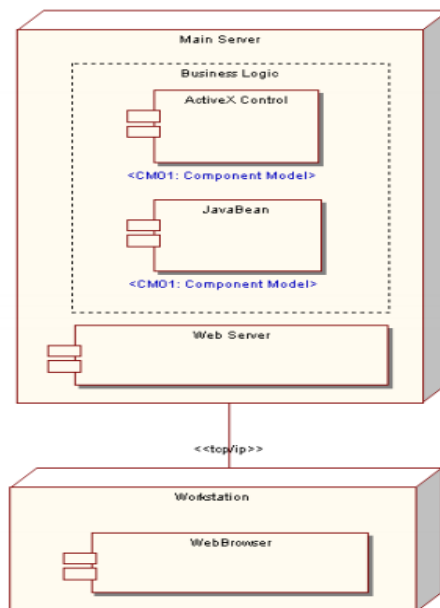 Main Server
Business Logic
ActiveX Control
<CM01: Component Model>
JavaBean
<CM01: Component Model>
Web Server
<<tcp/ip>>
Workstation
WebBrowser